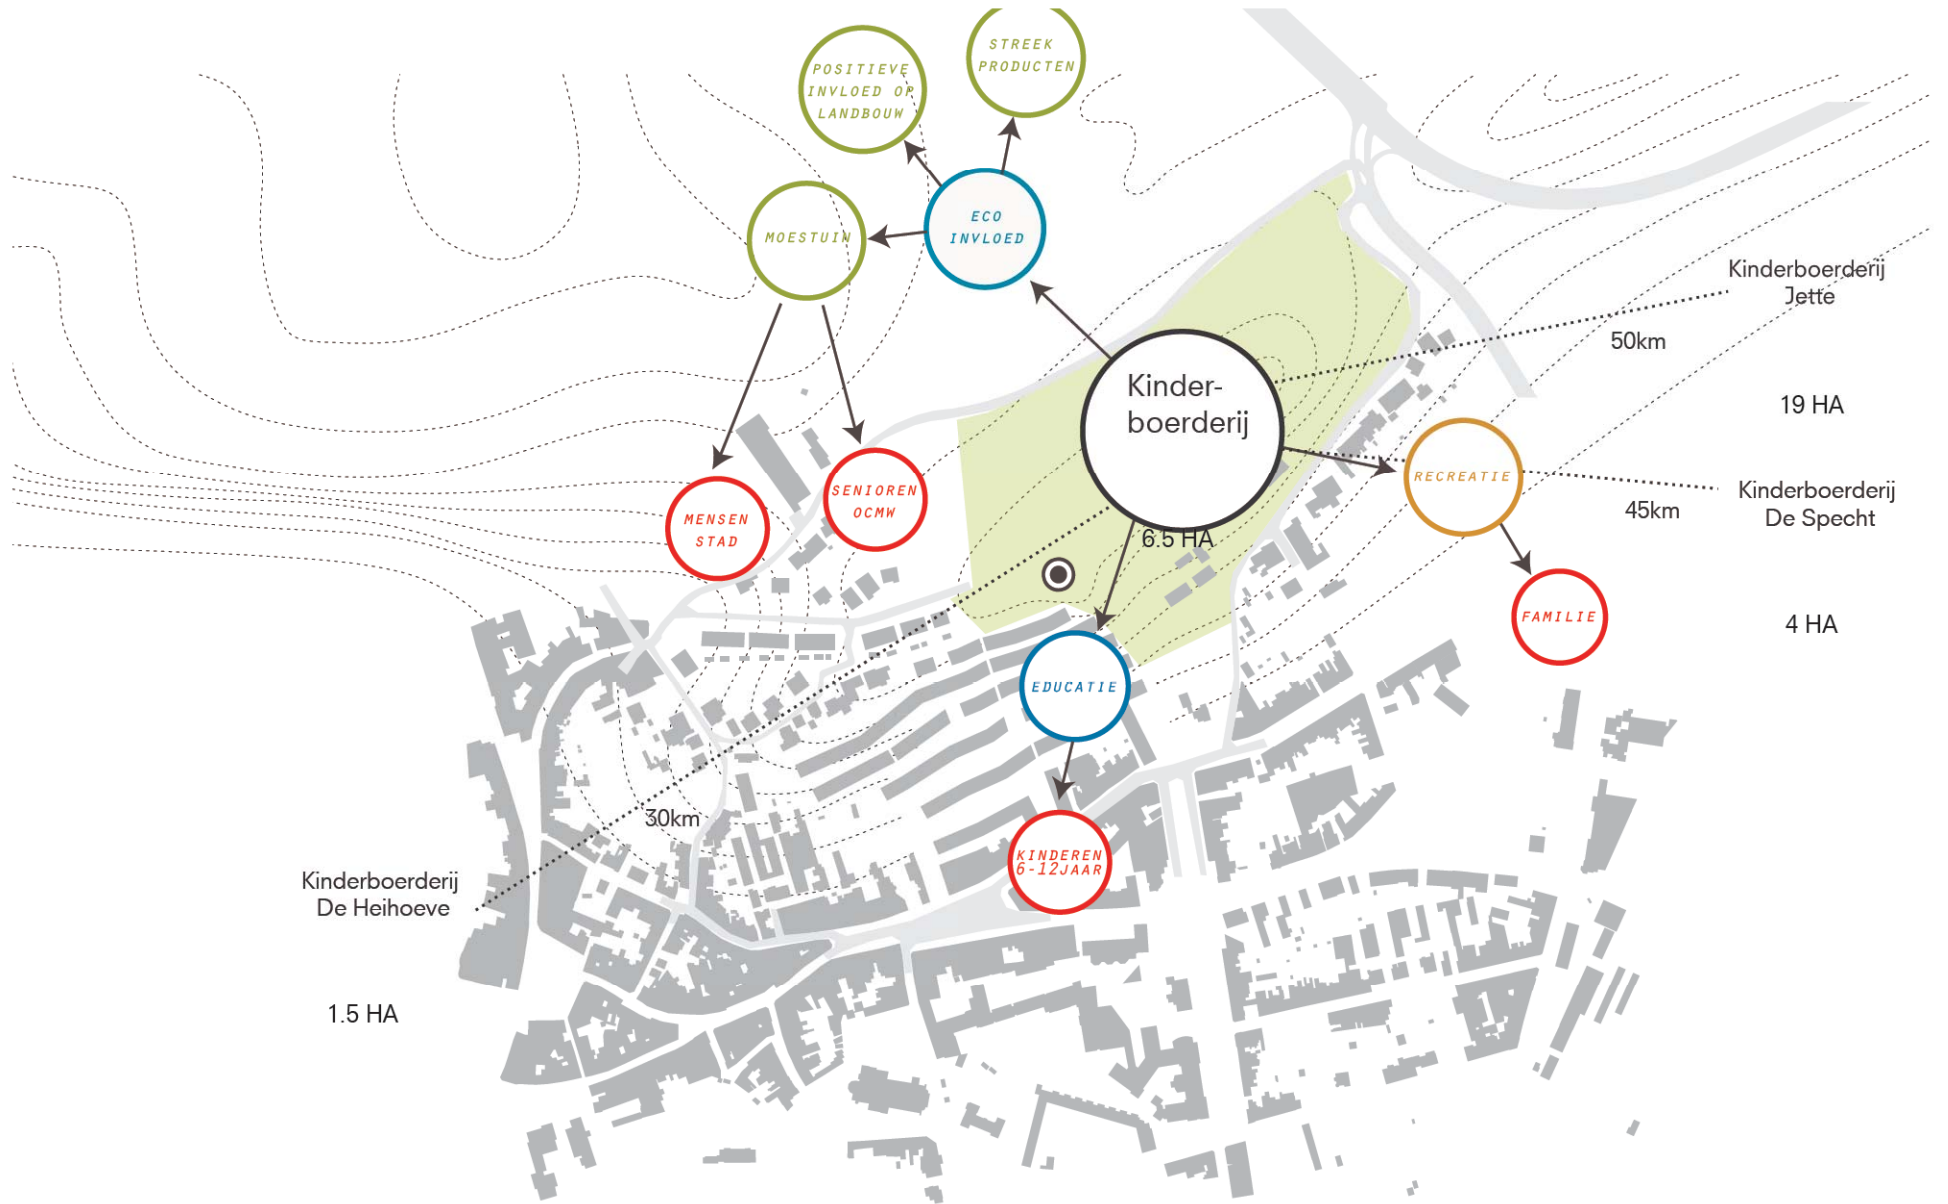 STREEK
PRODUCTEN
POSITIEVE
INVLOED OP
LANDBOUW
ECO
INVLOED
MOESTUIN
Kinderboerderij
Jette
50km
19 HA
Kinder-
boerderij
6.5 HA
RECREATIE
Kinderboerderij
De Specht
45km
SENIOREN
OCMW
MENSEN
STAD
FAMILIE
4 HA
EDUCATIE
30km
KINDEREN
6-12JAAR
Kinderboerderij
De Heihoeve
1.5 HA